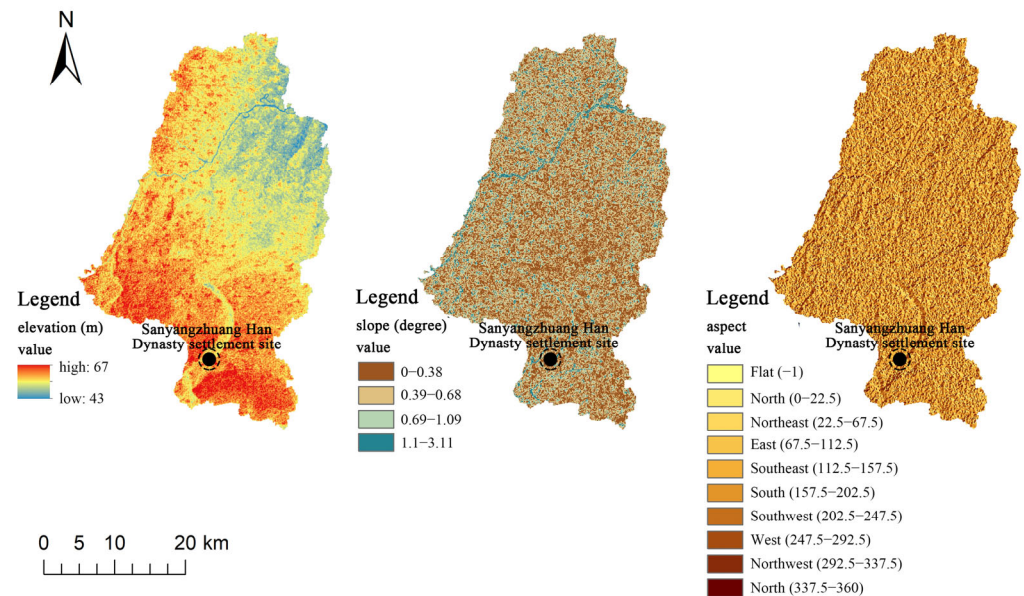 N
Legend
elevation (m)
value
high: 67
low: 43
Sanyangzhuang Han
Dynasty settlement site
0 5 10 20 km
Legend
slope (degree)
value
0−0.38
0.39−0.68
0.69−1.09
1.1−3.11
Sanyangzhuang Han
Dynasty settlement site
Legend
aspect
value
Flat (−1)
North (0−22.5)
Northeast (22.5−67.5)
East (67.5−112.5)
Southeast (112.5−157.5)
South (157.5−202.5)
Southwest (202.5−247.5)
West (247.5−292.5)
Northwest (292.5−337.5)
North (337.5−360)
Sanyangzhuang Han
Dynasty settlement site